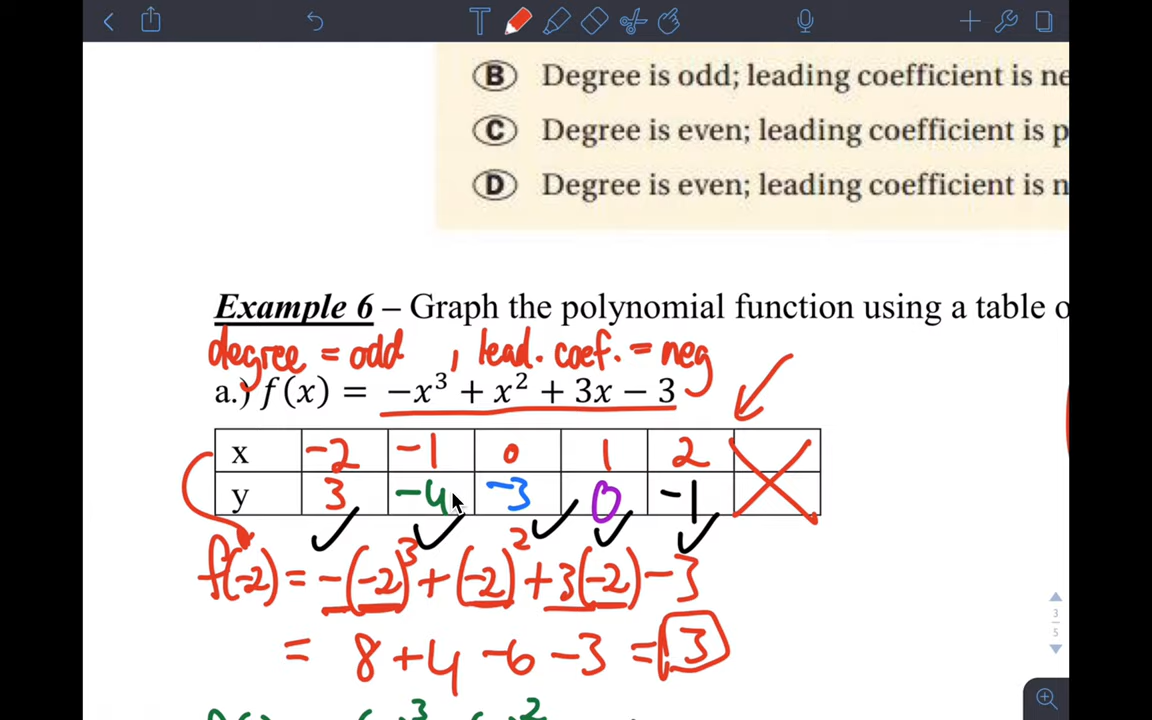 B Degree is odd; leading coefficient is ne
C Degree is even; leading coefficient is p
D Degree is even; leading coefficient is n
Example 6 – Graph the polynomial function using a table o
degree = odd , lead. coef. = neg
a.) f(x) = −x³ + x² + 3x − 3
x -2 -1 0 1 2
y 3 -4 -3 0 -1
f(-2) = -(-2)³ + (-2)² + 3(-2) - 3
= 8 + 4 - 6 - 3 = 3
3
5